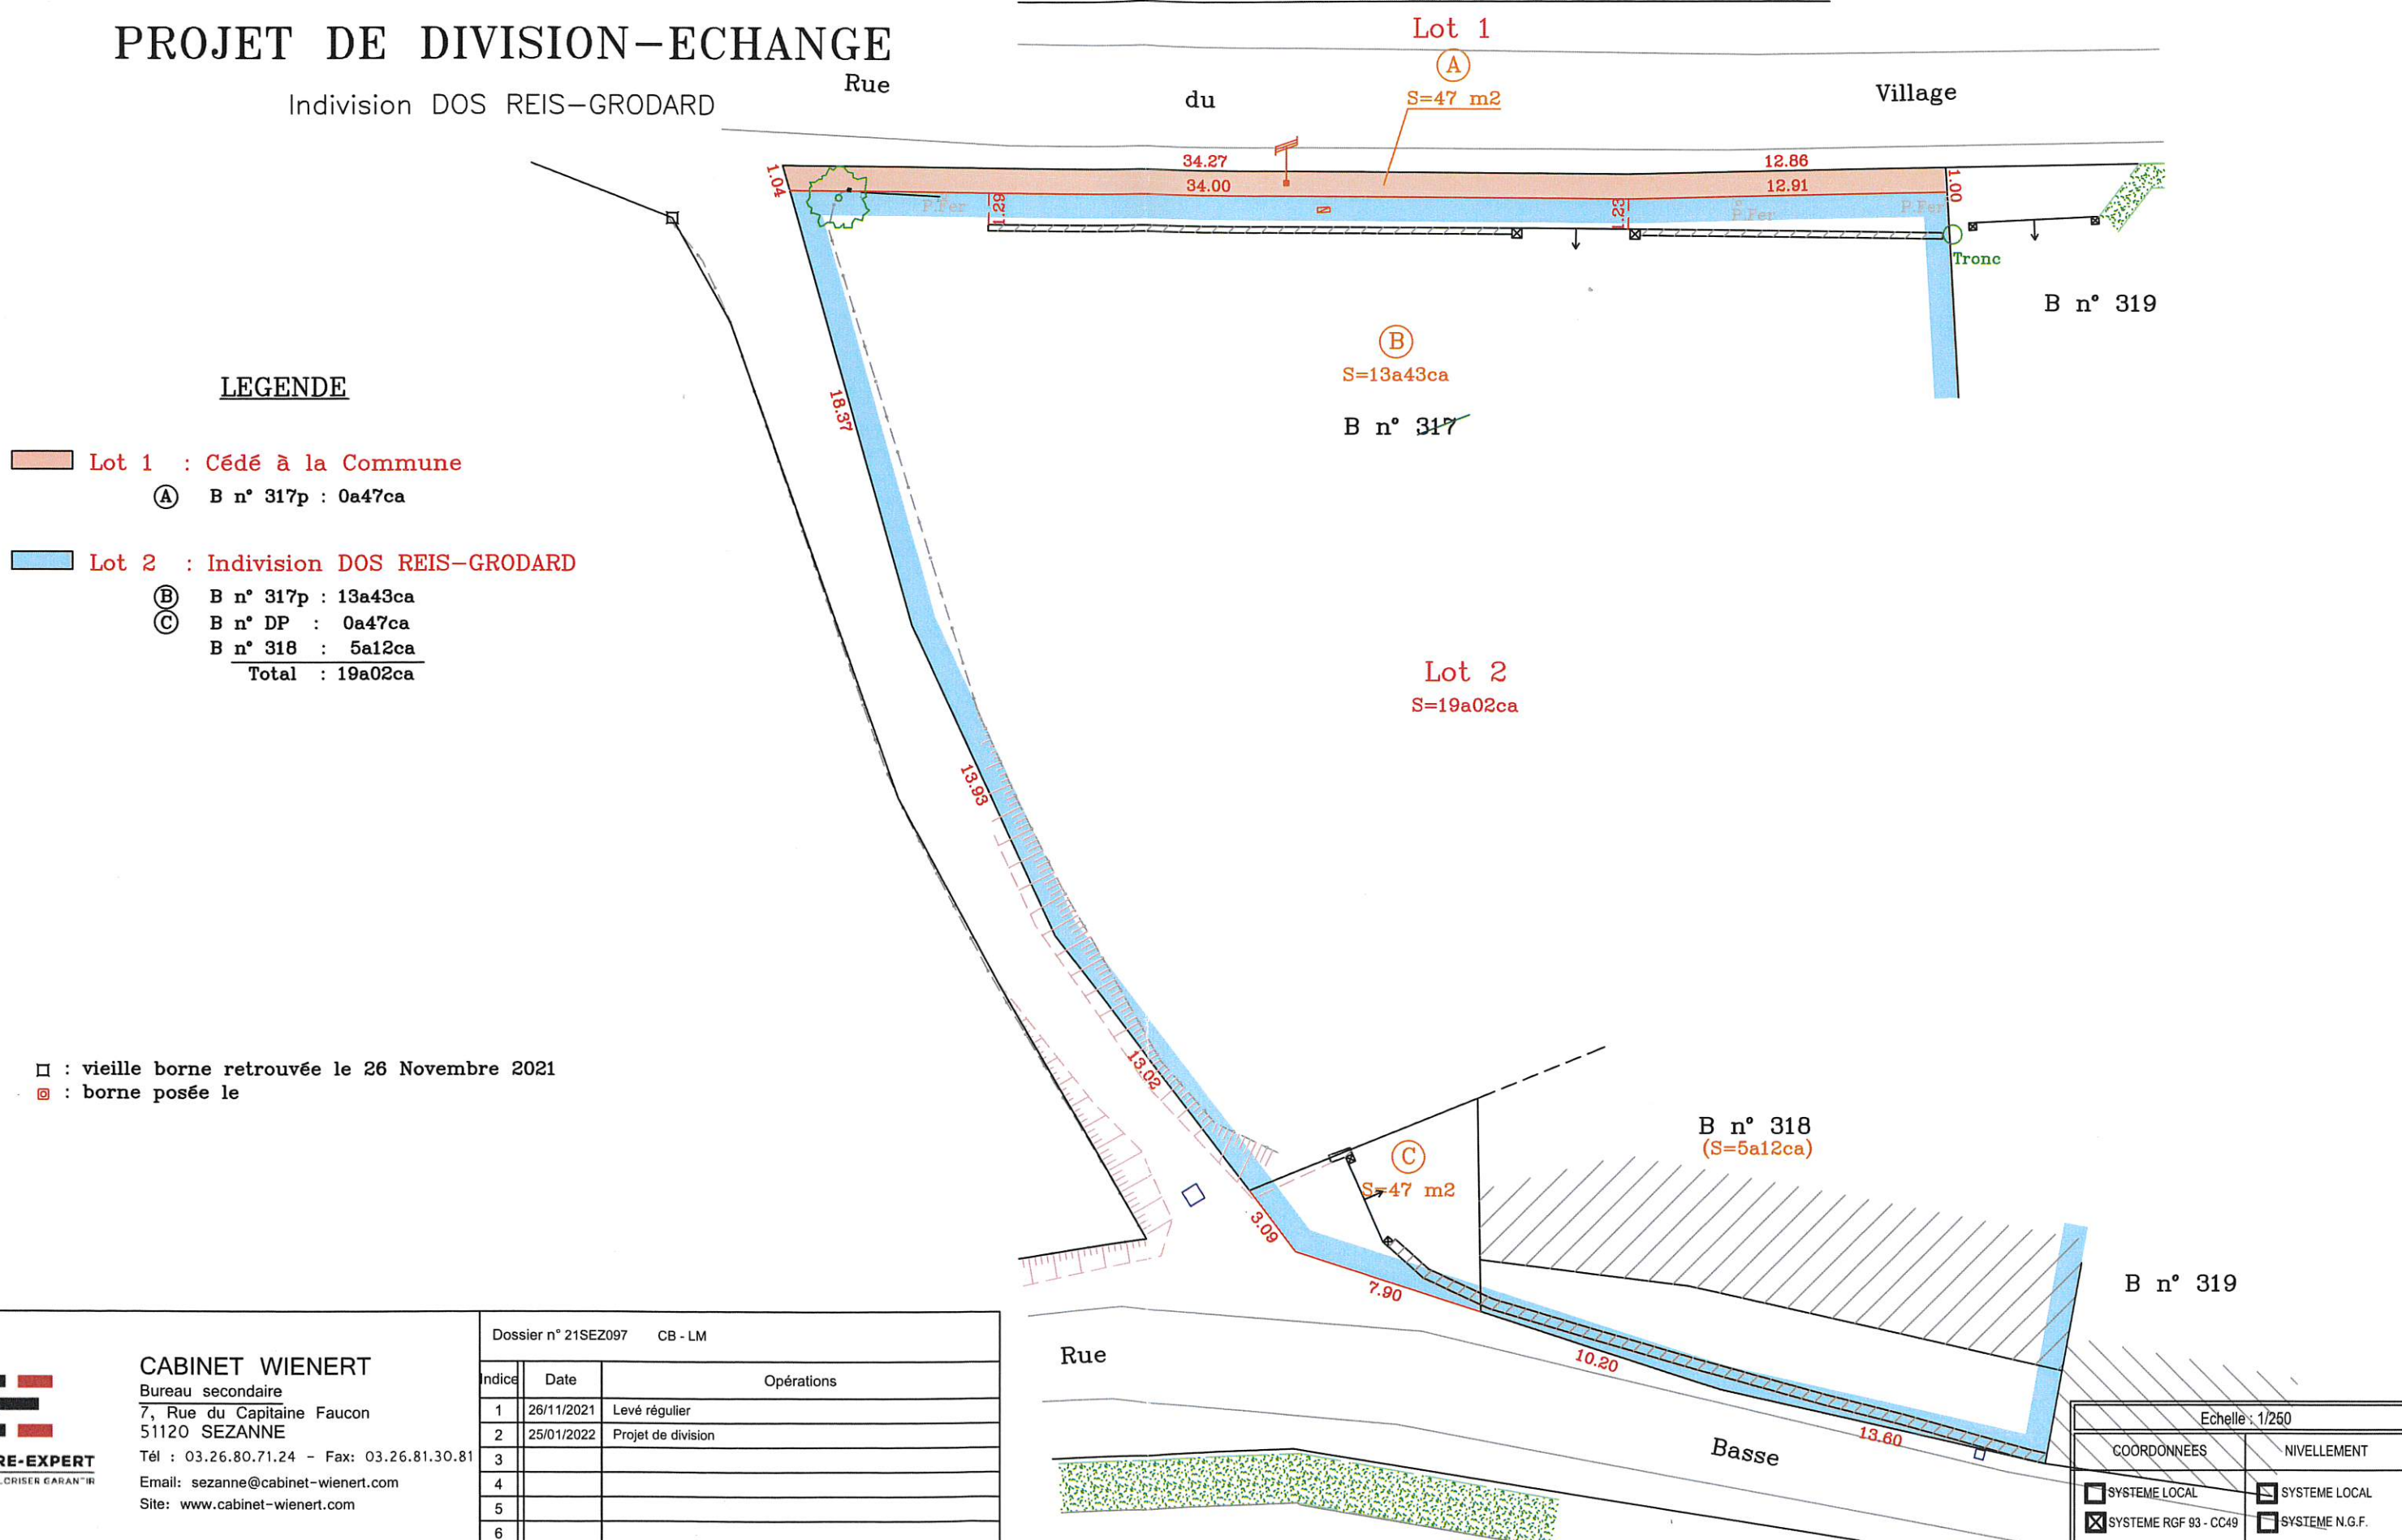 PROJET DE DIVISION-ECHANGE
Indivision DOS REIS-GRODARD
Lot 1
A
S=47 m2
Rue du Village
34.27
12.86
1.04
34.00
12.91
1.00
P.Fer
1.29
1.23
P.Fer
P.Fer
Tronc
B n° 319
B
S=13a43ca
B n° 317
18.37
LEGENDE
Lot 1 : Cédé à la Commune
A B n° 317p : 0a47ca
Lot 2 : Indivision DOS REIS-GRODARD
B B n° 317p : 13a43ca
C B n° DP : 0a47ca
B n° 318 : 5a12ca
Total : 19a02ca
Lot 2
S=19a02ca
13.93
13.02
: vieille borne retrouvée le 26 Novembre 2021
: borne posée le
B n° 318
(S=5a12ca)
C
S=47 m2
3.09
7.90
B n° 319
10.20
13.60
Rue
Basse
RE-EXPERT
CABINET WIENERT
Bureau secondaire
7, Rue du Capitaine Faucon
51120 SEZANNE
Tél : 03.26.80.71.24 - Fax: 03.26.81.30.81
Email: sezanne@cabinet-wienert.com
Site: www.cabinet-wienert.com
Dossier n° 21SEZ097 CB - LM
Indice Date Opérations
1 26/11/2021 Levé régulier
2 25/01/2022 Projet de division
3
4
5
6
Echelle : 1/250
COORDONNEES NIVELLEMENT
SYSTEME LOCAL SYSTEME LOCAL
SYSTEME RGF 93 - CC49 SYSTEME N.G.F.